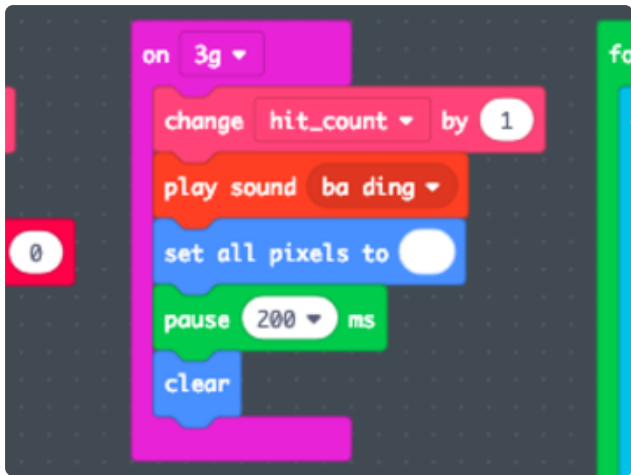 on 3g
fo
change hit_count by 1
play sound ba ding
0
set all pixels to
pause 200 ms
clear